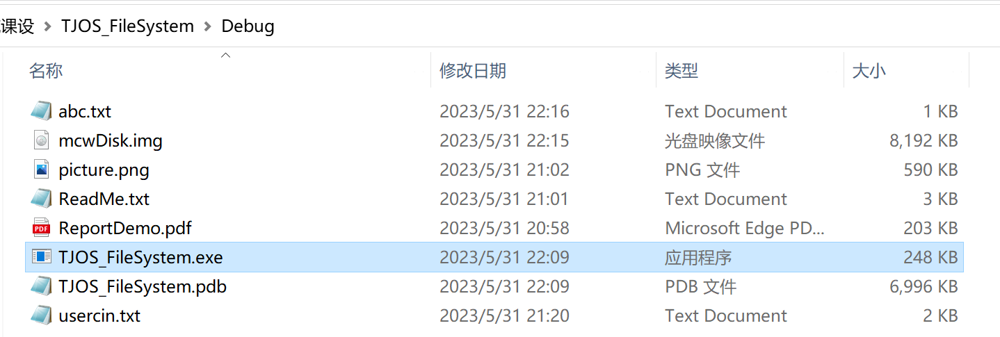 课设 > TJOS_FileSystem > Debug
名称 修改日期 类型 大小
abc.txt 2023/5/31 22:16 Text Document 1 KB
mcwDisk.img 2023/5/31 22:15 光盘映像文件 8,192 KB
picture.png 2023/5/31 21:02 PNG 文件 590 KB
ReadMe.txt 2023/5/31 21:01 Text Document 3 KB
PDF ReportDemo.pdf 2023/5/31 20:58 Microsoft Edge PD... 203 KB
TJOS_FileSystem.exe 2023/5/31 22:09 应用程序 248 KB
TJOS_FileSystem.pdb 2023/5/31 22:09 PDB 文件 6,996 KB
usercin.txt 2023/5/31 21:20 Text Document 2 KB